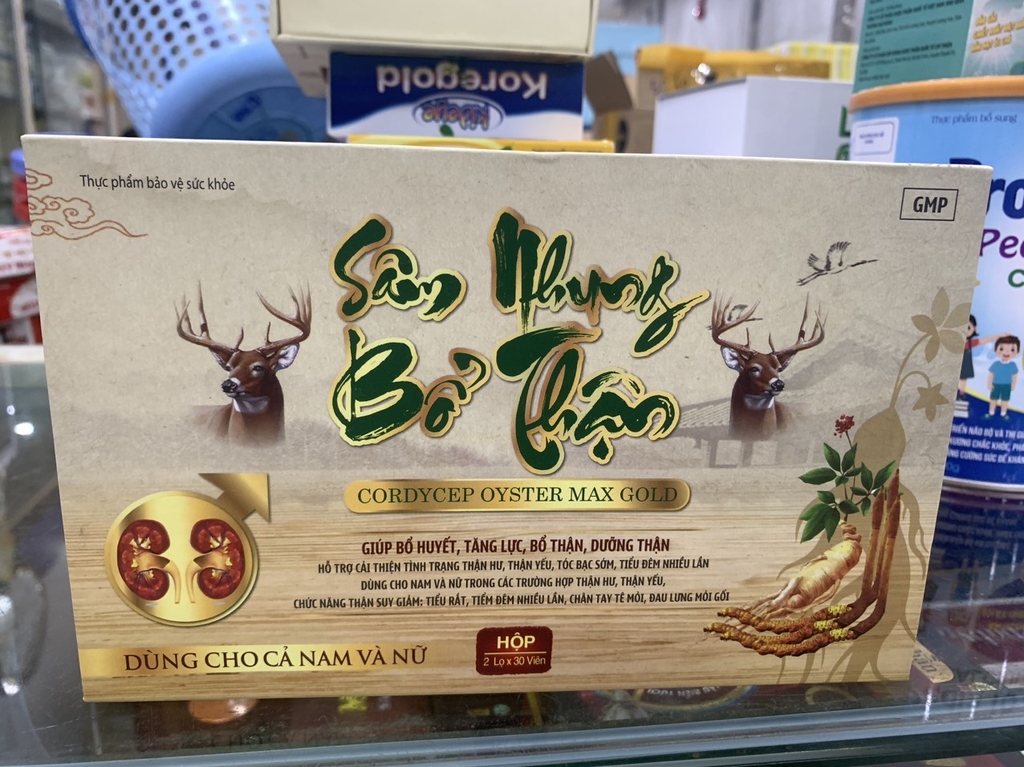 Koregold
Thực phẩm bổ sung
Thực phẩm bảo vệ sức khỏe
GMP
Sâm Nhung
Bổ Thận
CORDYCEP OYSTER MAX GOLD
GIÚP BỔ HUYẾT, TĂNG LỰC, BỔ THẬN, DƯỠNG THẬN
HỖ TRỢ CẢI THIỆN TÌNH TRẠNG THẬN HƯ, THẬN YẾU, TÓC BẠC SỚM, TIỂU ĐÊM NHIỀU LẦN
DÙNG CHO NAM VÀ NỮ TRONG CÁC TRƯỜNG HỢP THẬN HƯ, THẬN YẾU,
CHỨC NĂNG THẬN SUY GIẢM: TIỂU RẮT, TIỂM ĐÊM NHIỀU LẦN, CHÂN TAY TÊ MỎI, ĐAU LƯNG MỎI GỐI
HỘP
2 Lọ x 30 Viên
DÙNG CHO CẢ NAM VÀ NỮ